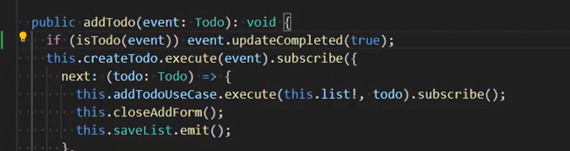 public addTodo(event: Todo): void {
if (isTodo(event)) event.updateCompleted(true);
this.createTodo.execute(event).subscribe({
next: (todo: Todo) => {
this.addTodoUseCase.execute(this.list!, todo).subscribe();
this.closeAddForm();
this.saveList.emit();
},